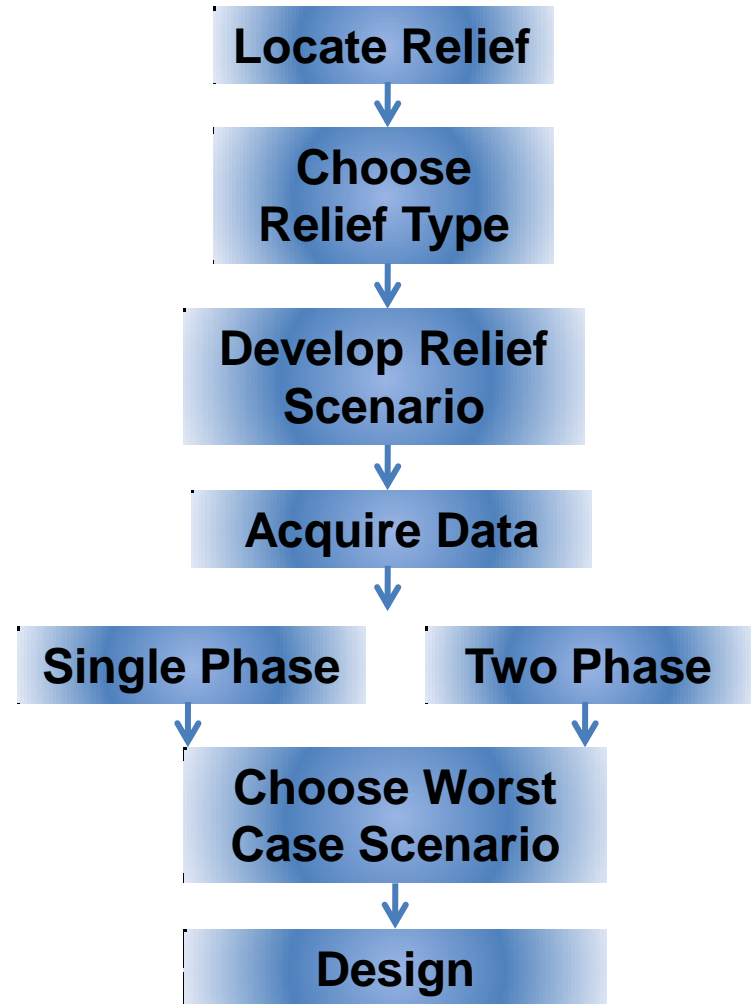 Locate Relief
Choose
Relief Type
Develop Relief
Scenario
Acquire Data
Single Phase
Two Phase
Choose Worst
Case Scenario
Design